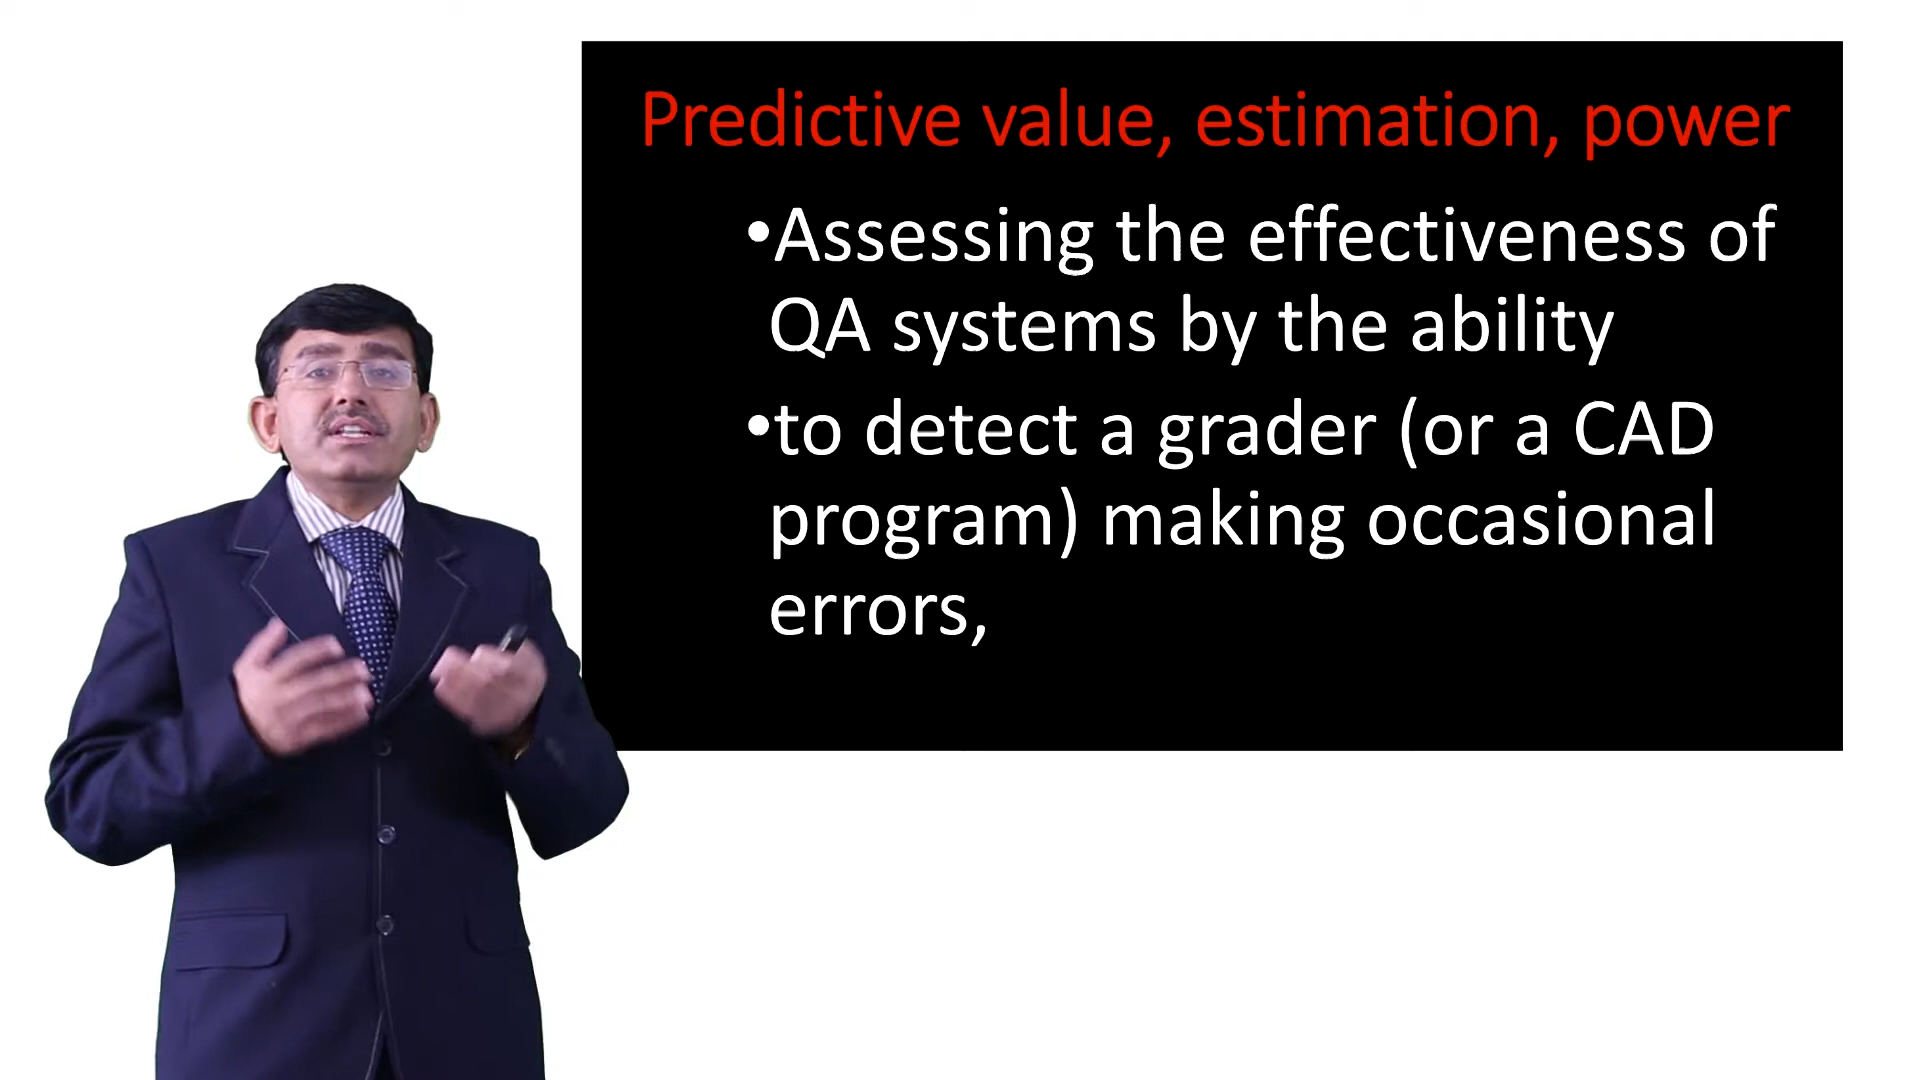 Predictive value, estimation, power
•Assessing the effectiveness of
QA systems by the ability
•to detect a grader (or a CAD
program) making occasional
errors,